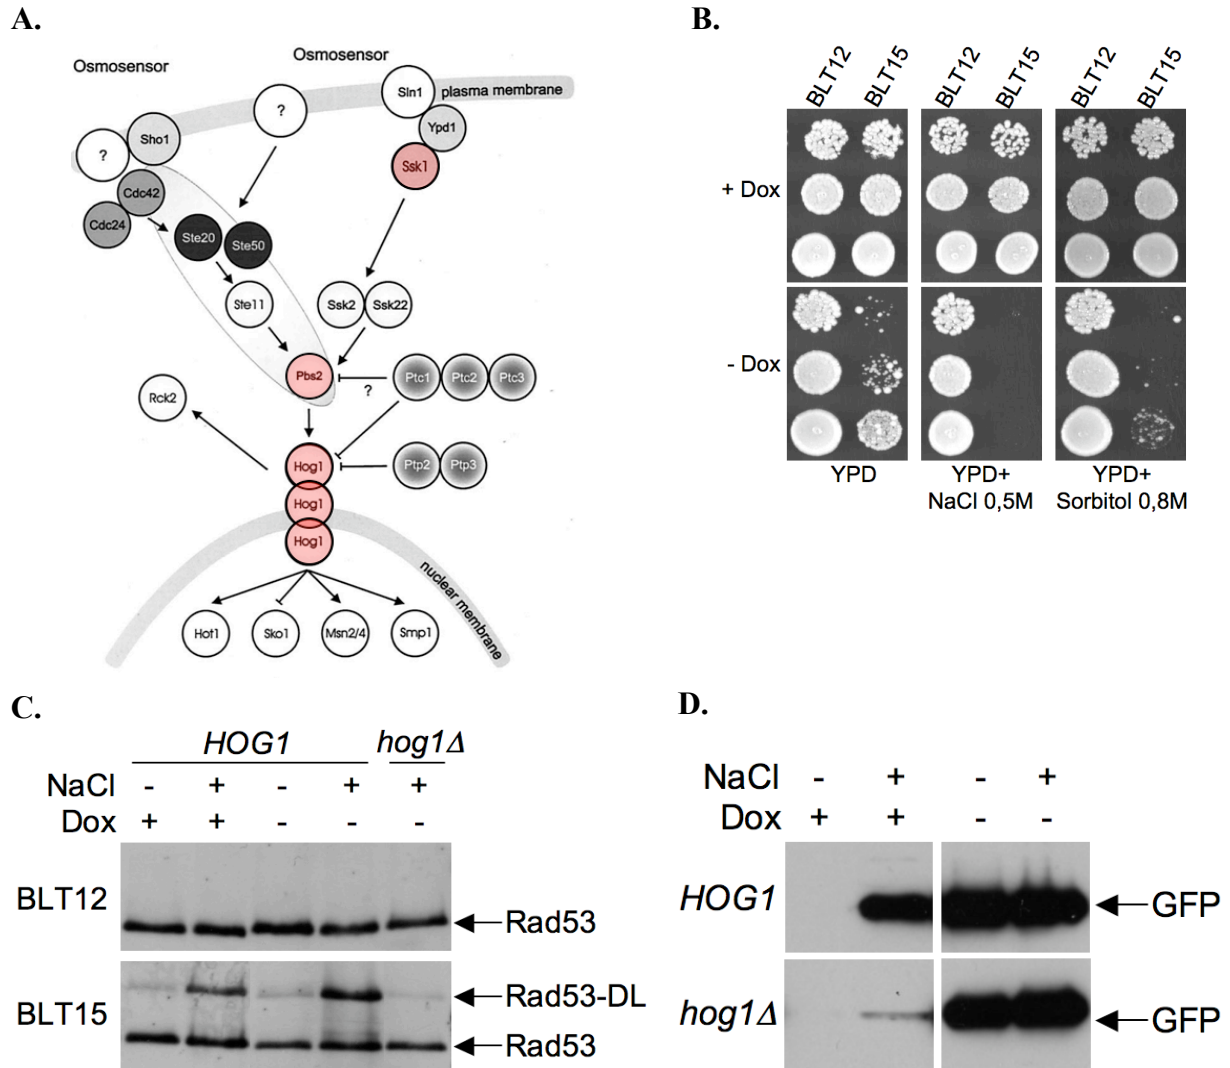 A.
Osmosensor
Osmosensor
Sln1
plasma membrane
?
Ypd1
Sho1
?
Ssk1
Cdc42
Cdc24
Ste20
Ste50
Ste11
Ssk2
Ssk22
Pbs2
?
Ptc1
Ptc2
Ptc3
Rck2
Hog1
Ptp2
Ptp3
Hog1
Hog1
nuclear membrane
Hot1
Sko1
Msn2/4
Smp1
B.
BLT12
BLT15
BLT12
BLT15
BLT12
BLT15
+ Dox
- Dox
YPD
YPD+
NaCl 0,5M
YPD+
Sorbitol 0,8M
C.
HOG1 hog1Δ
NaCl - + - + +
Dox + + - - -
BLT12
Rad53
BLT15
Rad53-DL
Rad53
D.
NaCl - + - +
Dox + + - -
HOG1
GFP
hog1Δ
GFP